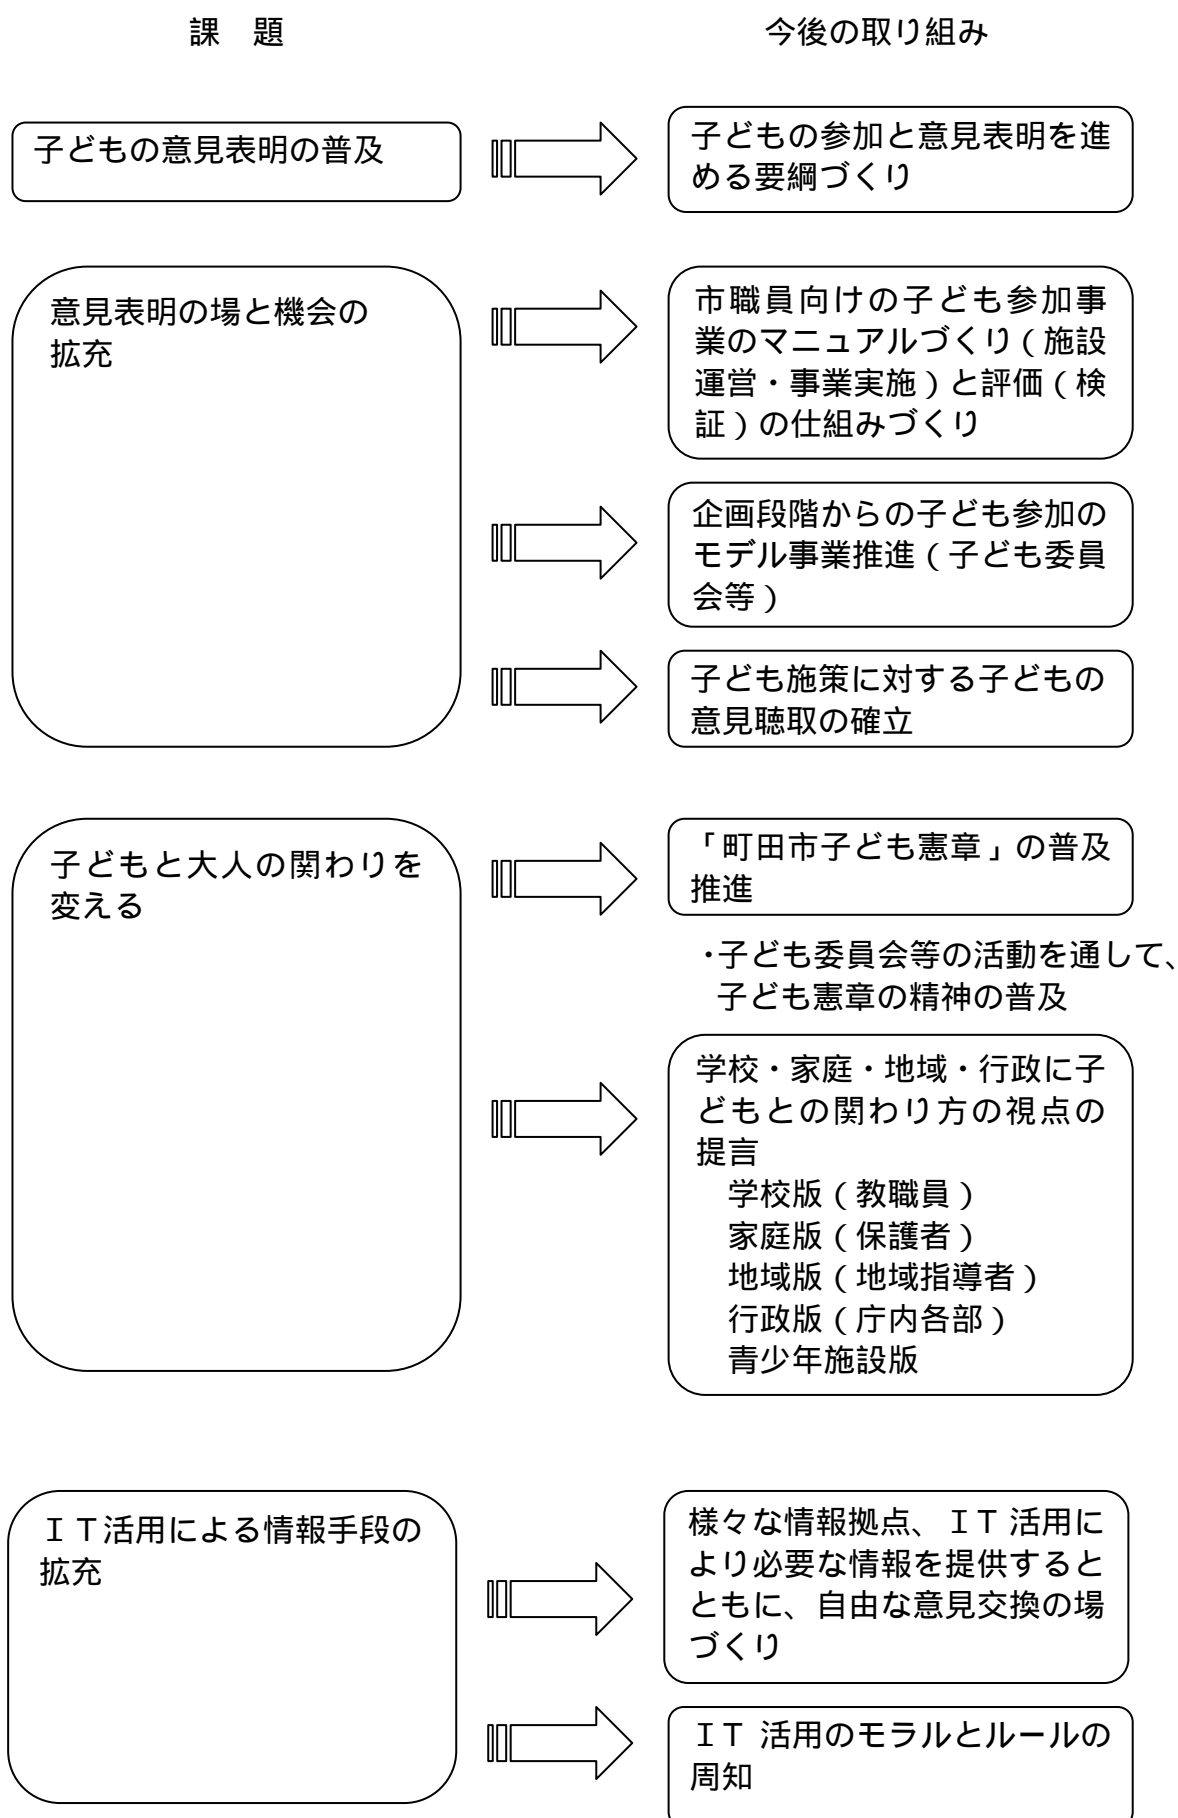 課　題
今後の取り組み
子どもの意見表明の普及
子どもの参加と意見表明を進
める要綱づくり
意見表明の場と機会の
拡充
市職員向けの子ども参加事
業のマニュアルづくり（施設
運営・事業実施）と評価（検
証）の仕組みづくり
企画段階からの子ども参加の
モデル事業推進（子ども委員
会等）
子ども施策に対する子どもの
意見聴取の確立
子どもと大人の関わりを
変える
「町田市子ども憲章」の普及
推進
・子ども委員会等の活動を通して、
子ども憲章の精神の普及
学校・家庭・地域・行政に子
どもとの関わり方の視点の
提言
学校版（教職員）
家庭版（保護者）
地域版（地域指導者）
行政版（庁内各部）
青少年施設版
ＩＴ活用による情報手段の
拡充
様々な情報拠点、ＩＴ活用に
より必要な情報を提供すると
ともに、自由な意見交換の場
づくり
ＩＴ 活用のモラルとルールの
周知